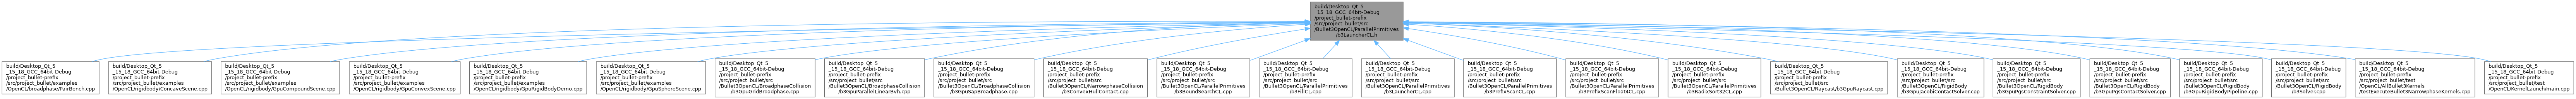 build/Desktop_Qt_5
_15_18_GCC_64bit-Debug
/project_bullet-prefix
/src/project_bullet/src
/Bullet3OpenCL/ParallelPrimitives
/b3LauncherCL.h
build/Desktop_Qt_5
_15_18_GCC_64bit-Debug
/project_bullet-prefix
/src/project_bullet/examples
/OpenCL/broadphase/PairBench.cpp
build/Desktop_Qt_5
_15_18_GCC_64bit-Debug
/project_bullet-prefix
/src/project_bullet/examples
/OpenCL/rigidbody/ConcaveScene.cpp
build/Desktop_Qt_5
_15_18_GCC_64bit-Debug
/project_bullet-prefix
/src/project_bullet/examples
/OpenCL/rigidbody/GpuCompoundScene.cpp
build/Desktop_Qt_5
_15_18_GCC_64bit-Debug
/project_bullet-prefix
/src/project_bullet/examples
/OpenCL/rigidbody/GpuConvexScene.cpp
build/Desktop_Qt_5
_15_18_GCC_64bit-Debug
/project_bullet-prefix
/src/project_bullet/examples
/OpenCL/rigidbody/GpuRigidBodyDemo.cpp
build/Desktop_Qt_5
_15_18_GCC_64bit-Debug
/project_bullet-prefix
/src/project_bullet/examples
/OpenCL/rigidbody/GpuSphereScene.cpp
build/Desktop_Qt_5
_15_18_GCC_64bit-Debug
/project_bullet-prefix
/src/project_bullet/src
/Bullet3OpenCL/BroadphaseCollision
/b3GpuGridBroadphase.cpp
build/Desktop_Qt_5
_15_18_GCC_64bit-Debug
/project_bullet-prefix
/src/project_bullet/src
/Bullet3OpenCL/BroadphaseCollision
/b3GpuParallelLinearBvh.cpp
build/Desktop_Qt_5
_15_18_GCC_64bit-Debug
/project_bullet-prefix
/src/project_bullet/src
/Bullet3OpenCL/BroadphaseCollision
/b3GpuSapBroadphase.cpp
build/Desktop_Qt_5
_15_18_GCC_64bit-Debug
/project_bullet-prefix
/src/project_bullet/src
/Bullet3OpenCL/NarrowphaseCollision
/b3ConvexHullContact.cpp
build/Desktop_Qt_5
_15_18_GCC_64bit-Debug
/project_bullet-prefix
/src/project_bullet/src
/Bullet3OpenCL/ParallelPrimitives
/b3BoundSearchCL.cpp
build/Desktop_Qt_5
_15_18_GCC_64bit-Debug
/project_bullet-prefix
/src/project_bullet/src
/Bullet3OpenCL/ParallelPrimitives
/b3FillCL.cpp
build/Desktop_Qt_5
_15_18_GCC_64bit-Debug
/project_bullet-prefix
/src/project_bullet/src
/Bullet3OpenCL/ParallelPrimitives
/b3LauncherCL.cpp
build/Desktop_Qt_5
_15_18_GCC_64bit-Debug
/project_bullet-prefix
/src/project_bullet/src
/Bullet3OpenCL/ParallelPrimitives
/b3PrefixScanCL.cpp
build/Desktop_Qt_5
_15_18_GCC_64bit-Debug
/project_bullet-prefix
/src/project_bullet/src
/Bullet3OpenCL/ParallelPrimitives
/b3PrefixScanFloat4CL.cpp
build/Desktop_Qt_5
_15_18_GCC_64bit-Debug
/project_bullet-prefix
/src/project_bullet/src
/Bullet3OpenCL/ParallelPrimitives
/b3RadixSort32CL.cpp
build/Desktop_Qt_5
_15_18_GCC_64bit-Debug
/project_bullet-prefix
/src/project_bullet/src
/Bullet3OpenCL/Raycast/b3GpuRaycast.cpp
build/Desktop_Qt_5
_15_18_GCC_64bit-Debug
/project_bullet-prefix
/src/project_bullet/src
/Bullet3OpenCL/RigidBody
/b3GpuJacobiContactSolver.cpp
build/Desktop_Qt_5
_15_18_GCC_64bit-Debug
/project_bullet-prefix
/src/project_bullet/src
/Bullet3OpenCL/RigidBody
/b3GpuPgsConstraintSolver.cpp
build/Desktop_Qt_5
_15_18_GCC_64bit-Debug
/project_bullet-prefix
/src/project_bullet/src
/Bullet3OpenCL/RigidBody
/b3GpuPgsContactSolver.cpp
build/Desktop_Qt_5
_15_18_GCC_64bit-Debug
/project_bullet-prefix
/src/project_bullet/src
/Bullet3OpenCL/RigidBody
/b3GpuRigidBodyPipeline.cpp
build/Desktop_Qt_5
_15_18_GCC_64bit-Debug
/project_bullet-prefix
/src/project_bullet/src
/Bullet3OpenCL/RigidBody
/b3Solver.cpp
build/Desktop_Qt_5
_15_18_GCC_64bit-Debug
/project_bullet-prefix
/src/project_bullet/test
/OpenCL/AllBullet3Kernels
/testExecuteBullet3NarrowphaseKernels.cpp
build/Desktop_Qt_5
_15_18_GCC_64bit-Debug
/project_bullet-prefix
/src/project_bullet/test
/OpenCL/KernelLaunch/main.cpp